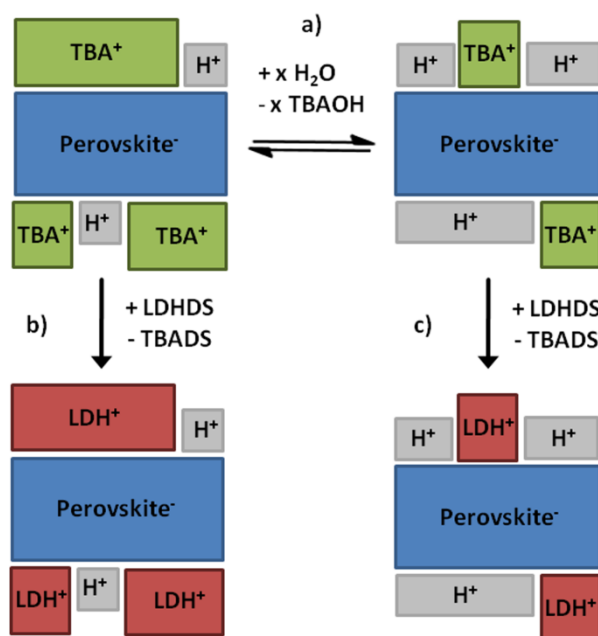 a)
TBA⁺
H⁺
+ x H₂O
- x TBAOH
H⁺
TBA⁺
H⁺
Perovskite⁻
Perovskite⁻
TBA⁺
H⁺
TBA⁺
H⁺
TBA⁺
b)
+ LDHDS
- TBADS
c)
+ LDHDS
- TBADS
LDH⁺
H⁺
H⁺
LDH⁺
H⁺
Perovskite⁻
Perovskite⁻
LDH⁺
H⁺
LDH⁺
H⁺
LDH⁺